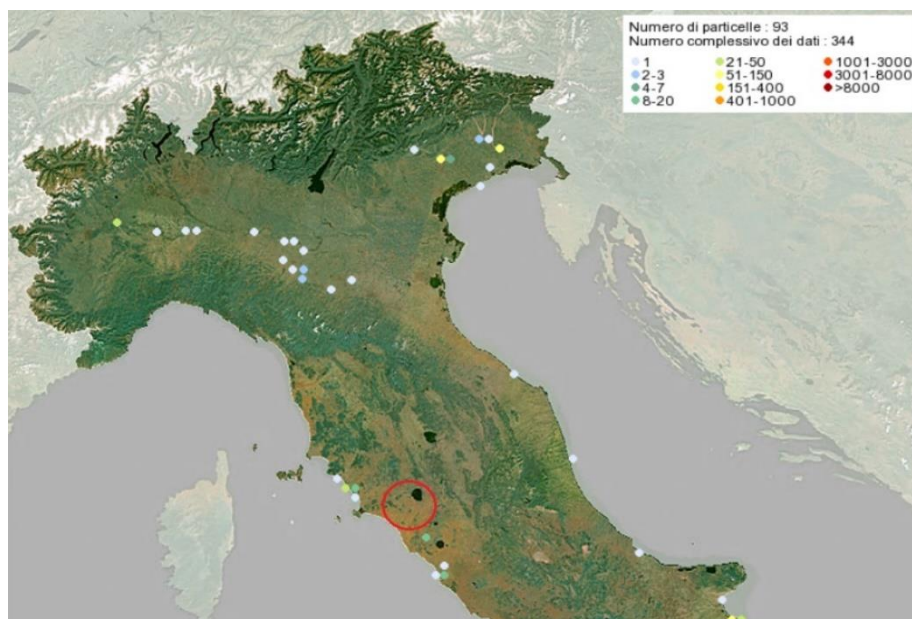 Numero di particelle : 93
Numero complessivo dei dati : 344
1 21-50 1001-3000
2-3 51-150 3001-8000
4-7 151-400 >8000
8-20 401-1000